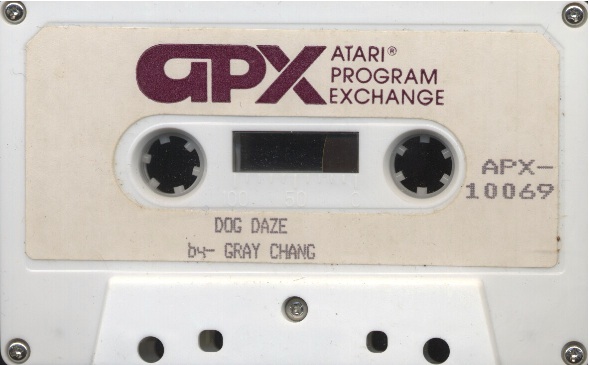 APX ATARI®
PROGRAM
EXCHANGE
APX-
10069
DOG DAZE
by- GRAY CHANG